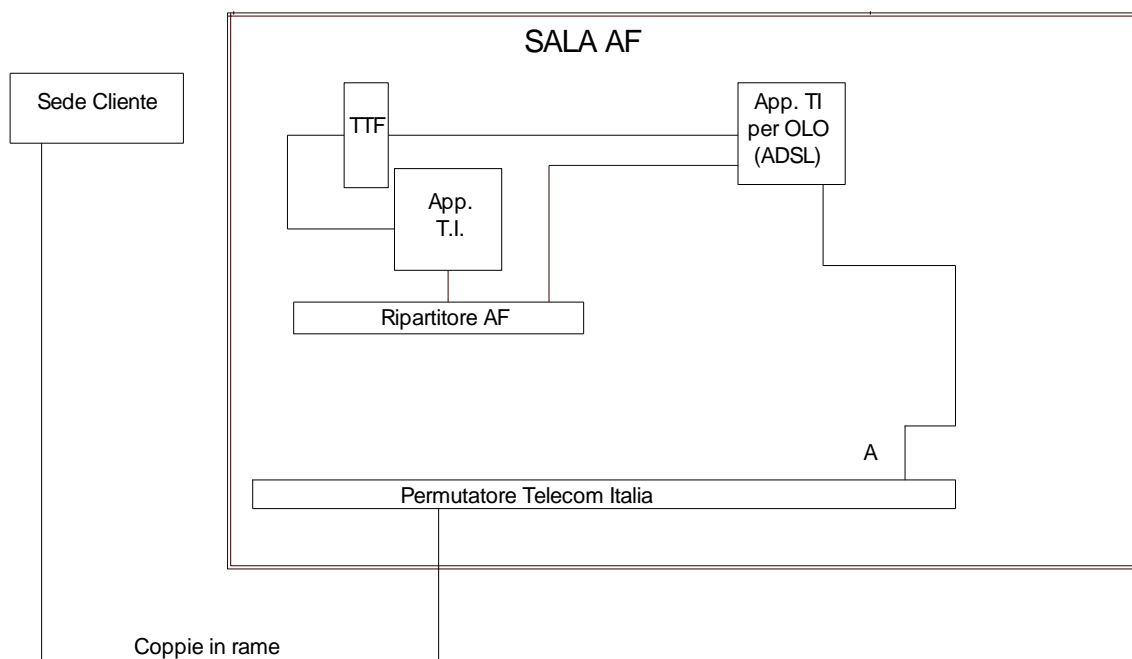 SALA AF
Sede Cliente
TTF
App. TI
per OLO
(ADSL)
App.
T.I.
Ripartitore AF
A
Permutatore Telecom Italia
Coppie in rame